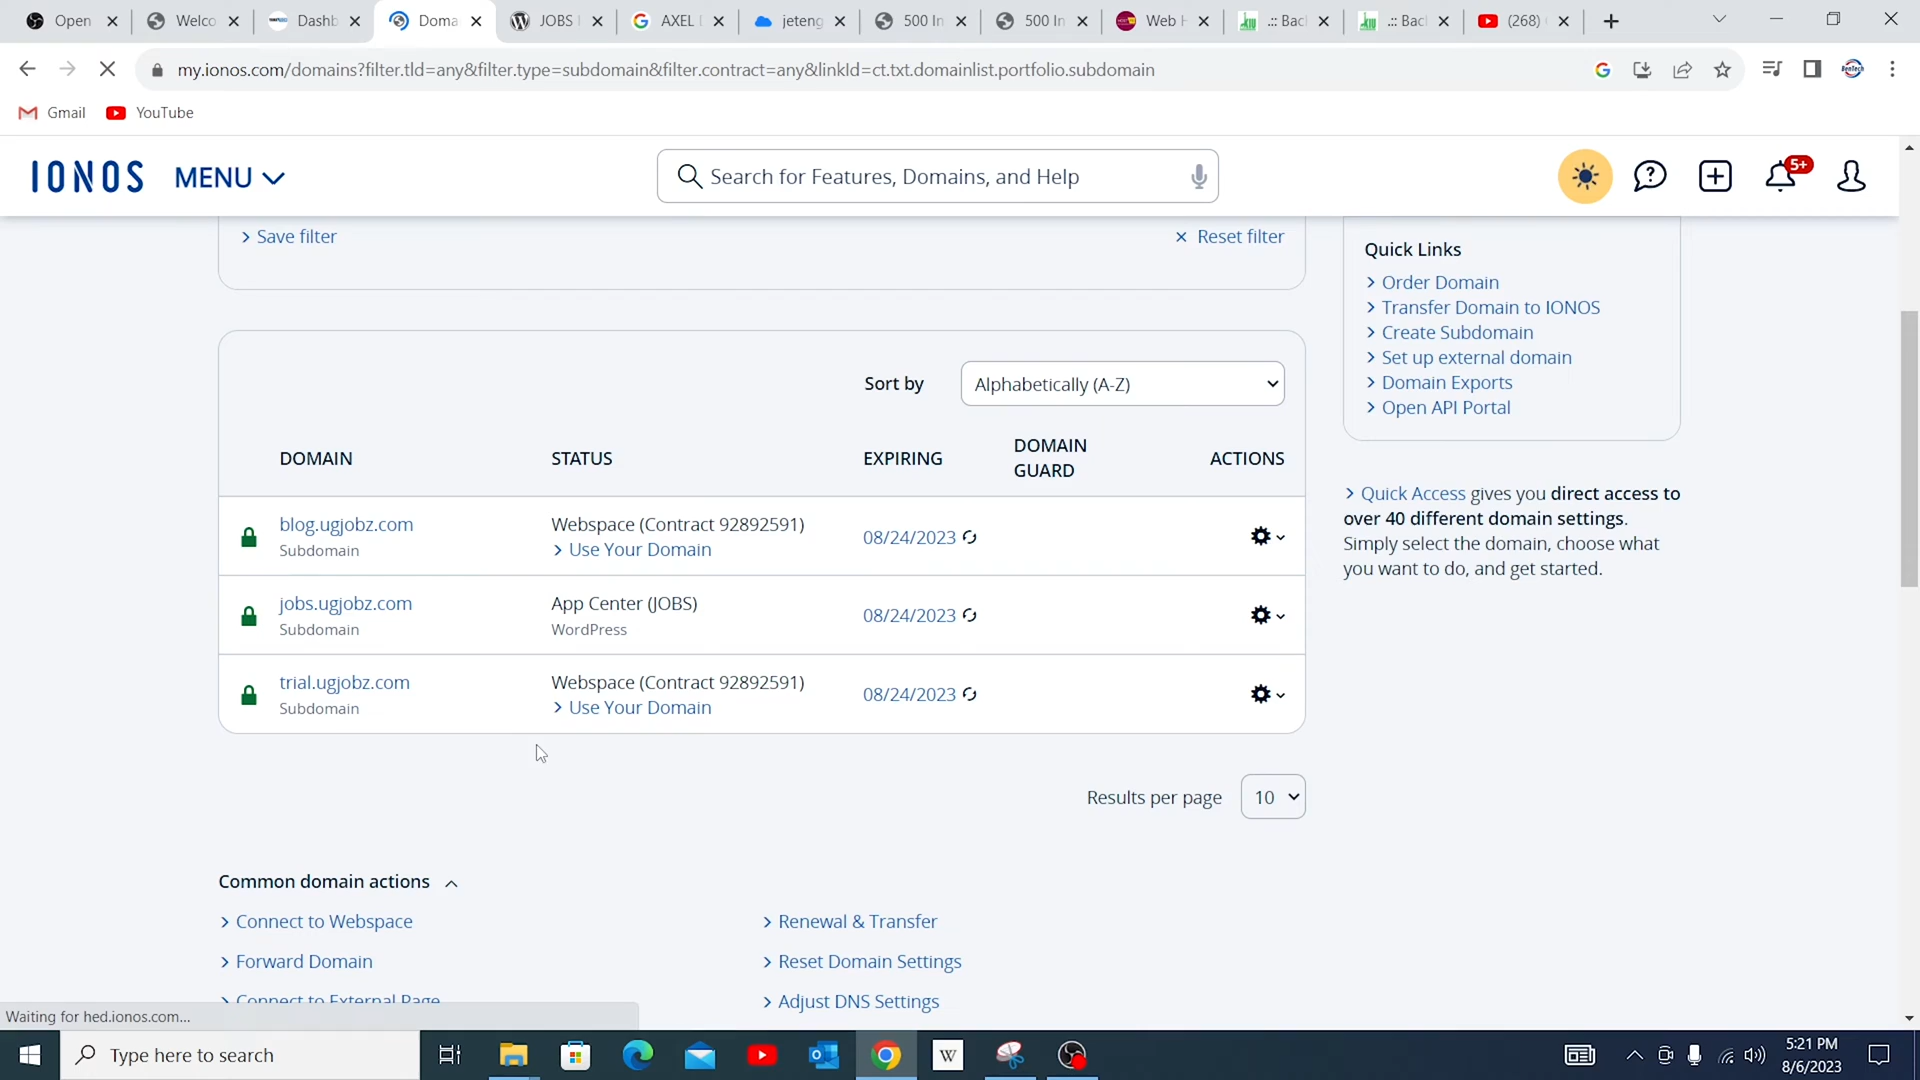 Open
Welco
Dashb
Doma
JOBS
AXEL
jeteng
500 In
500 In
Web H
.:: Bac
.:: Bac
(268)
my.ionos.com/domains?filter.tld=any&filter.type=subdomain&filter.contract=any&linkId=ct.txt.domainlist.portfolio.subdomain
Gmail
YouTube
IONOS
MENU
Search for Features, Domains, and Help
5+
Save filter
Reset filter
Quick Links
Order Domain
Transfer Domain to IONOS
Create Subdomain
Set up external domain
Domain Exports
Open API Portal
Sort by
Alphabetically (A-Z)
DOMAIN
STATUS
EXPIRING
DOMAIN
GUARD
ACTIONS
blog.ugjobz.com
Subdomain
Webspace (Contract 92892591)
Use Your Domain
08/24/2023
jobs.ugjobz.com
Subdomain
App Center (JOBS)
WordPress
08/24/2023
trial.ugjobz.com
Subdomain
Webspace (Contract 92892591)
Use Your Domain
08/24/2023
Quick Access gives you direct access to
over 40 different domain settings.
Simply select the domain, choose what
you want to do, and get started.
Results per page
10
Common domain actions
Connect to Webspace
Renewal & Transfer
Forward Domain
Reset Domain Settings
Connect to External Page
Adjust DNS Settings
Waiting for hed.ionos.com...
Type here to search
W
5:21 PM
8/6/2023